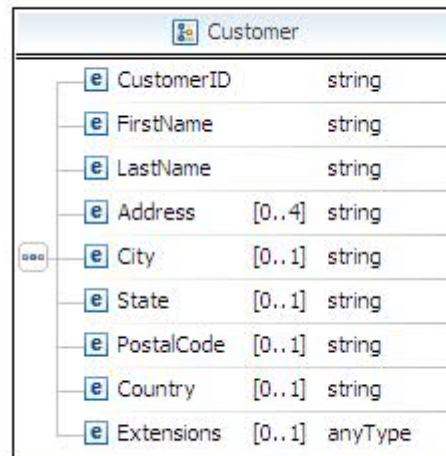 Customer
e CustomerID string
e FirstName string
e LastName string
e Address [0..4] string
e City [0..1] string
e State [0..1] string
e PostalCode [0..1] string
e Country [0..1] string
e Extensions [0..1] anyType